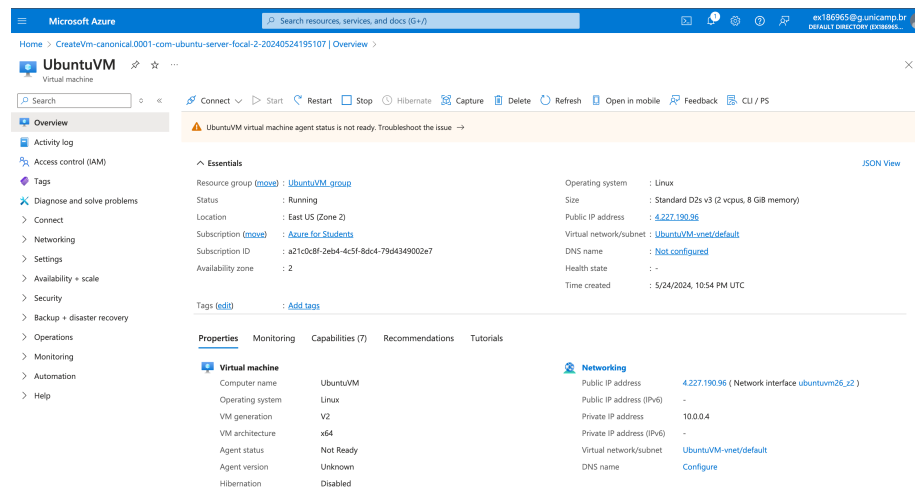 Microsoft Azure
Search resources, services, and docs (G+/)
1
ex186965@g.unicamp.br
DEFAULT DIRECTORY (EX186965...
Home > CreateVm-canonical.0001-com-ubuntu-server-focal-2-20240524195107 | Overview >
UbuntuVM
Virtual machine
Search
Connect
Start
Restart
Stop
Hibernate
Capture
Delete
Refresh
Open in mobile
Feedback
CLI / PS
Overview
Activity log
Access control (IAM)
Tags
Diagnose and solve problems
Connect
Networking
Settings
Availability + scale
Security
Backup + disaster recovery
Operations
Monitoring
Automation
Help
UbuntuVM virtual machine agent status is not ready. Troubleshoot the issue →
Essentials
JSON View
Resource group (move) : UbuntuVM_group
Status : Running
Location : East US (Zone 2)
Subscription (move) : Azure for Students
Subscription ID : a21c0c8f-2eb4-4c5f-8dc4-79d4349002e7
Availability zone : 2
Operating system : Linux
Size : Standard D2s v3 (2 vcpus, 8 GiB memory)
Public IP address : 4.227.190.96
Virtual network/subnet : UbuntuVM-vnet/default
DNS name : Not configured
Health state : -
Time created : 5/24/2024, 10:54 PM UTC
Tags (edit) : Add tags
Properties
Monitoring
Capabilities (7)
Recommendations
Tutorials
Virtual machine
Computer name UbuntuVM
Operating system Linux
VM generation V2
VM architecture x64
Agent status Not Ready
Agent version Unknown
Hibernation Disabled
Networking
Public IP address 4.227.190.96 ( Network interface ubuntuvm26_z2 )
Public IP address (IPv6) -
Private IP address 10.0.0.4
Private IP address (IPv6) -
Virtual network/subnet UbuntuVM-vnet/default
DNS name Configure